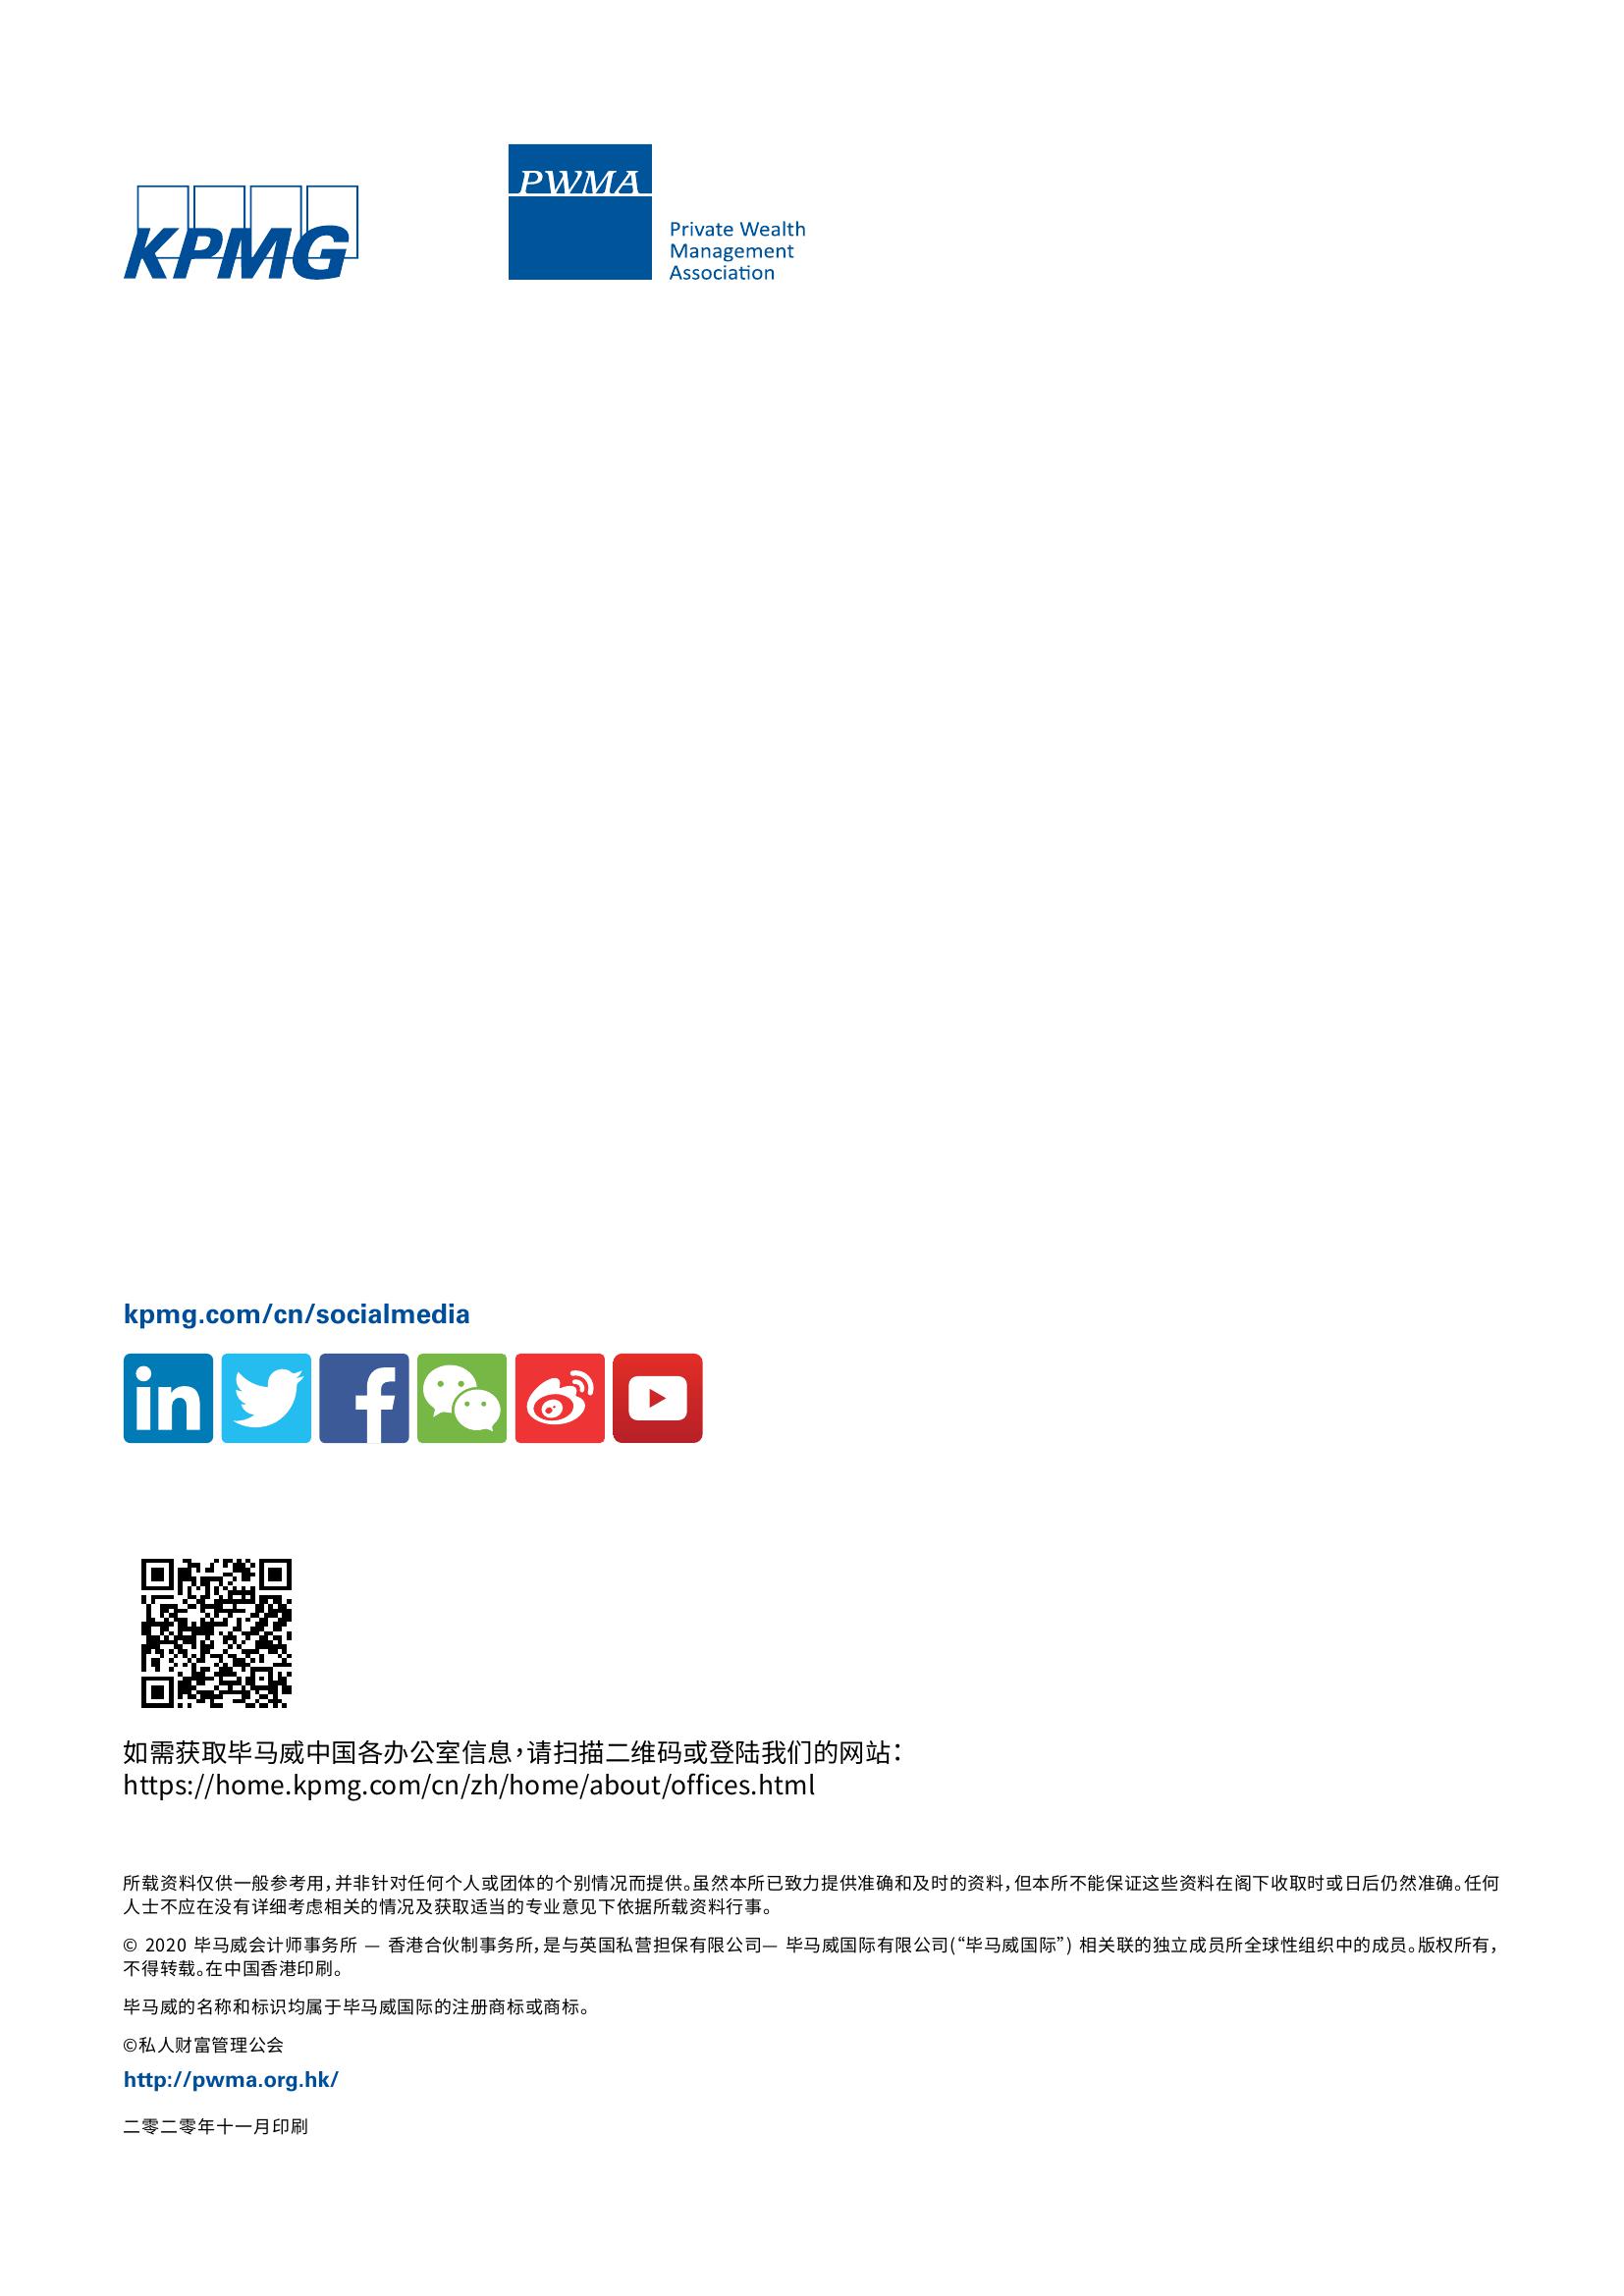 KPMG
PWMA
Private Wealth
Management
Association
kpmg.com/cn/socialmedia
如需获取毕马威中国各办公室信息，请扫描二维码或登陆我们的网站：
https://home.kpmg.com/cn/zh/home/about/offices.html
所载资料仅供一般参考用，并非针对任何个人或团体的个别情况而提供。虽然本所已致力提供准确和及时的资料，但本所不能保证这些资料在阁下收取时或日后仍然准确。任何
人士不应在没有详细考虑相关的情况及获取适当的专业意见下依据所载资料行事。
© 2020 毕马威会计师事务所 — 香港合伙制事务所，是与英国私营担保有限公司— 毕马威国际有限公司(“毕马威国际”) 相关联的独立成员所全球性组织中的成员。版权所有，
不得转载。在中国香港印刷。
毕马威的名称和标识均属于毕马威国际的注册商标或商标。
©私人财富管理公会
http://pwma.org.hk/
二零二零年十一月印刷